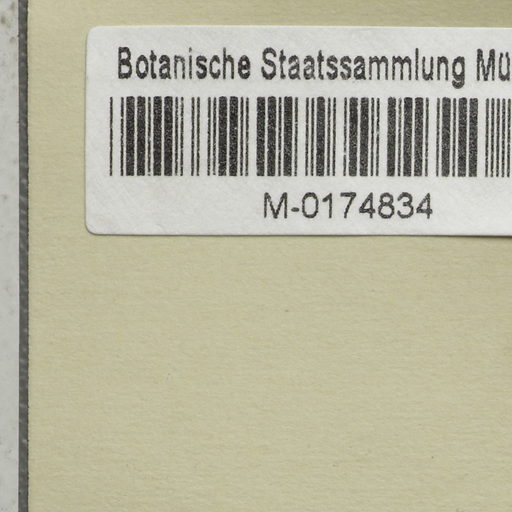 Botanische Staatssammlung Mü
M-0174834